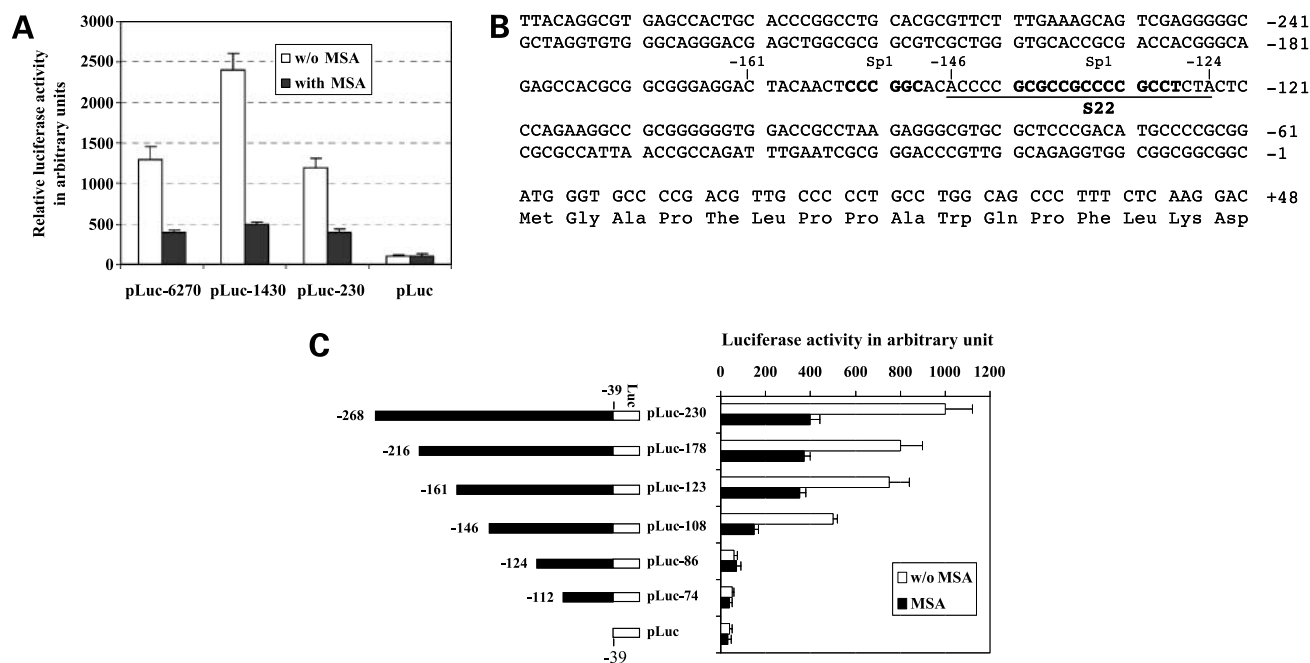 A
Relative luciferase activity
in arbitrary units
3000
2500
2000
1500
1000
500
0
w/o MSA
with MSA
pLuc-6270 pLuc-1430 pLuc-230 pLuc
B
TTACAGGCGT GAGCCACTGC ACCCGGCCTG CACGCGTTCT TTGAAAGCAG TCGAGGGGGC -241
GCTAGGTGTG GGCAGGGACG AGCTGGCGCG GCGTCGCTGG GTGCACCGCG ACCACGGGCA -181
-161 Sp1 -146 Sp1 -124
GAGCCACGCG GCGGGAGGAC TACAACTCCC GGCACACCCC GCGCCGCCCC GCCTCTACTC -121
S22
CCAGAAGGCC GCGGGGGGTG GACCGCCTAA GAGGGCGTGC GCTCCCGACA TGCCCCGCGG -61
CGCGCCATTAA ACCGCCAGAT TTGAATCGCG GGACCCGTTG GCAGAGGTGG CGGCGGCGGC -1
ATG GGT GCC CCG ACG TTG CCC CCT GCC TGG CAG CCC TTT CTC AAG GAC +48
Met Gly Ala Pro The Leu Pro Pro Ala Trp Gln Pro Phe Leu Lys Asp
C
Luciferase activity in arbitrary unit
0 200 400 600 800 1000 1200
-39
Luc
-268 pLuc-230
-216 pLuc-178
-161 pLuc-123
-146 pLuc-108
-124 pLuc-86
-112 pLuc-74
pLuc
-39
w/o MSA
MSA